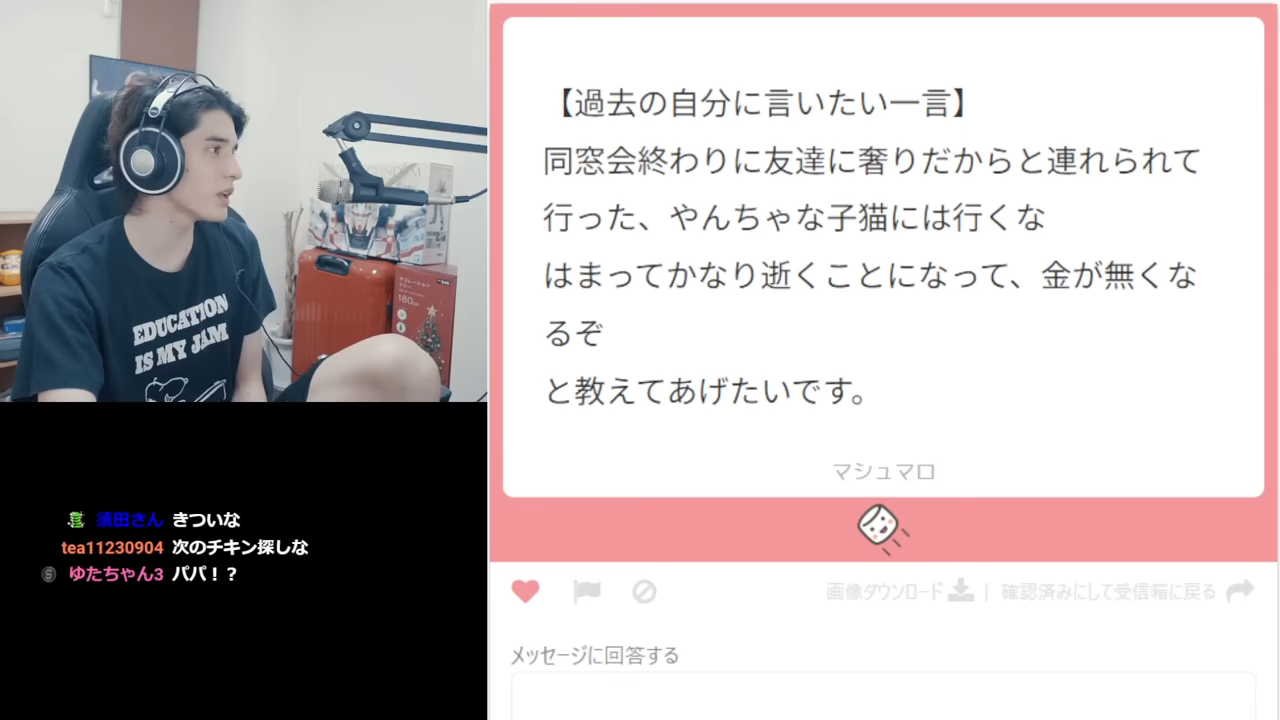 EDUCATION
IS MY JAM
180cm
須田さん きついな
tea11230904 次のチキン探しな
ゆたちゃん3 パパ！？
【過去の自分に言いたい一言】
同窓会終わりに友達に奢りだからと連れられて
行った、やんちゃな子猫には行くな
はまってかなり逝くことになって、金が無くな
るぞ
と教えてあげたいです。
マシュマロ
画像ダウンロード | 確認済みにして受信箱に戻る
メッセージに回答する